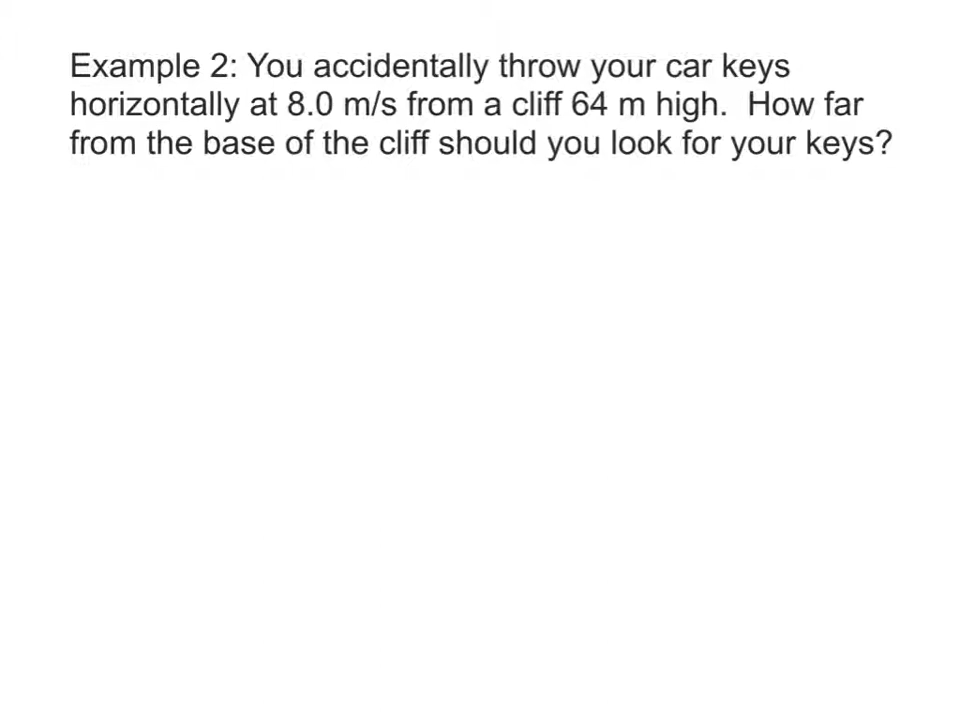 Example 2: You accidentally throw your car keys
horizontally at 8.0 m/s from a cliff 64 m high.  How far
from the base of the cliff should you look for your keys?